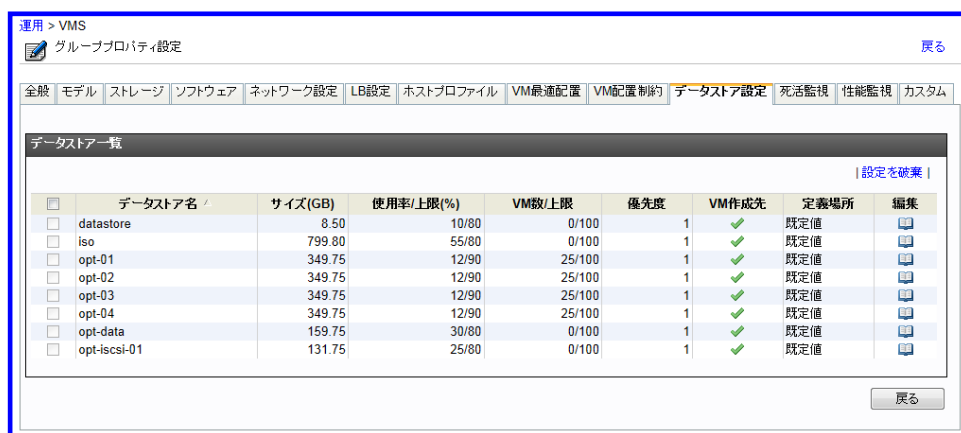 運用 > VMS
グループプロパティ設定 戻る
全般 モデル ストレージ ソフトウェア ネットワーク設定 LB設定 ホストプロファイル VM最適配置 VM配置制約 データストア設定 死活監視 性能監視 カスタム
データストア一覧
|設定を破棄|
データストア名 サイズ(GB) 使用率/上限(%) VM数/上限 優先度 VM作成先 定義場所 編集
datastore 8.50 10/80 0/100 1 既定値
iso 799.80 55/80 0/100 1 既定値
opt-01 349.75 12/90 25/100 1 既定値
opt-02 349.75 12/90 25/100 1 既定値
opt-03 349.75 12/90 25/100 1 既定値
opt-04 349.75 12/90 25/100 1 既定値
opt-data 159.75 30/80 0/100 1 既定値
opt-iscsi-01 131.75 25/80 0/100 1 既定値
戻る